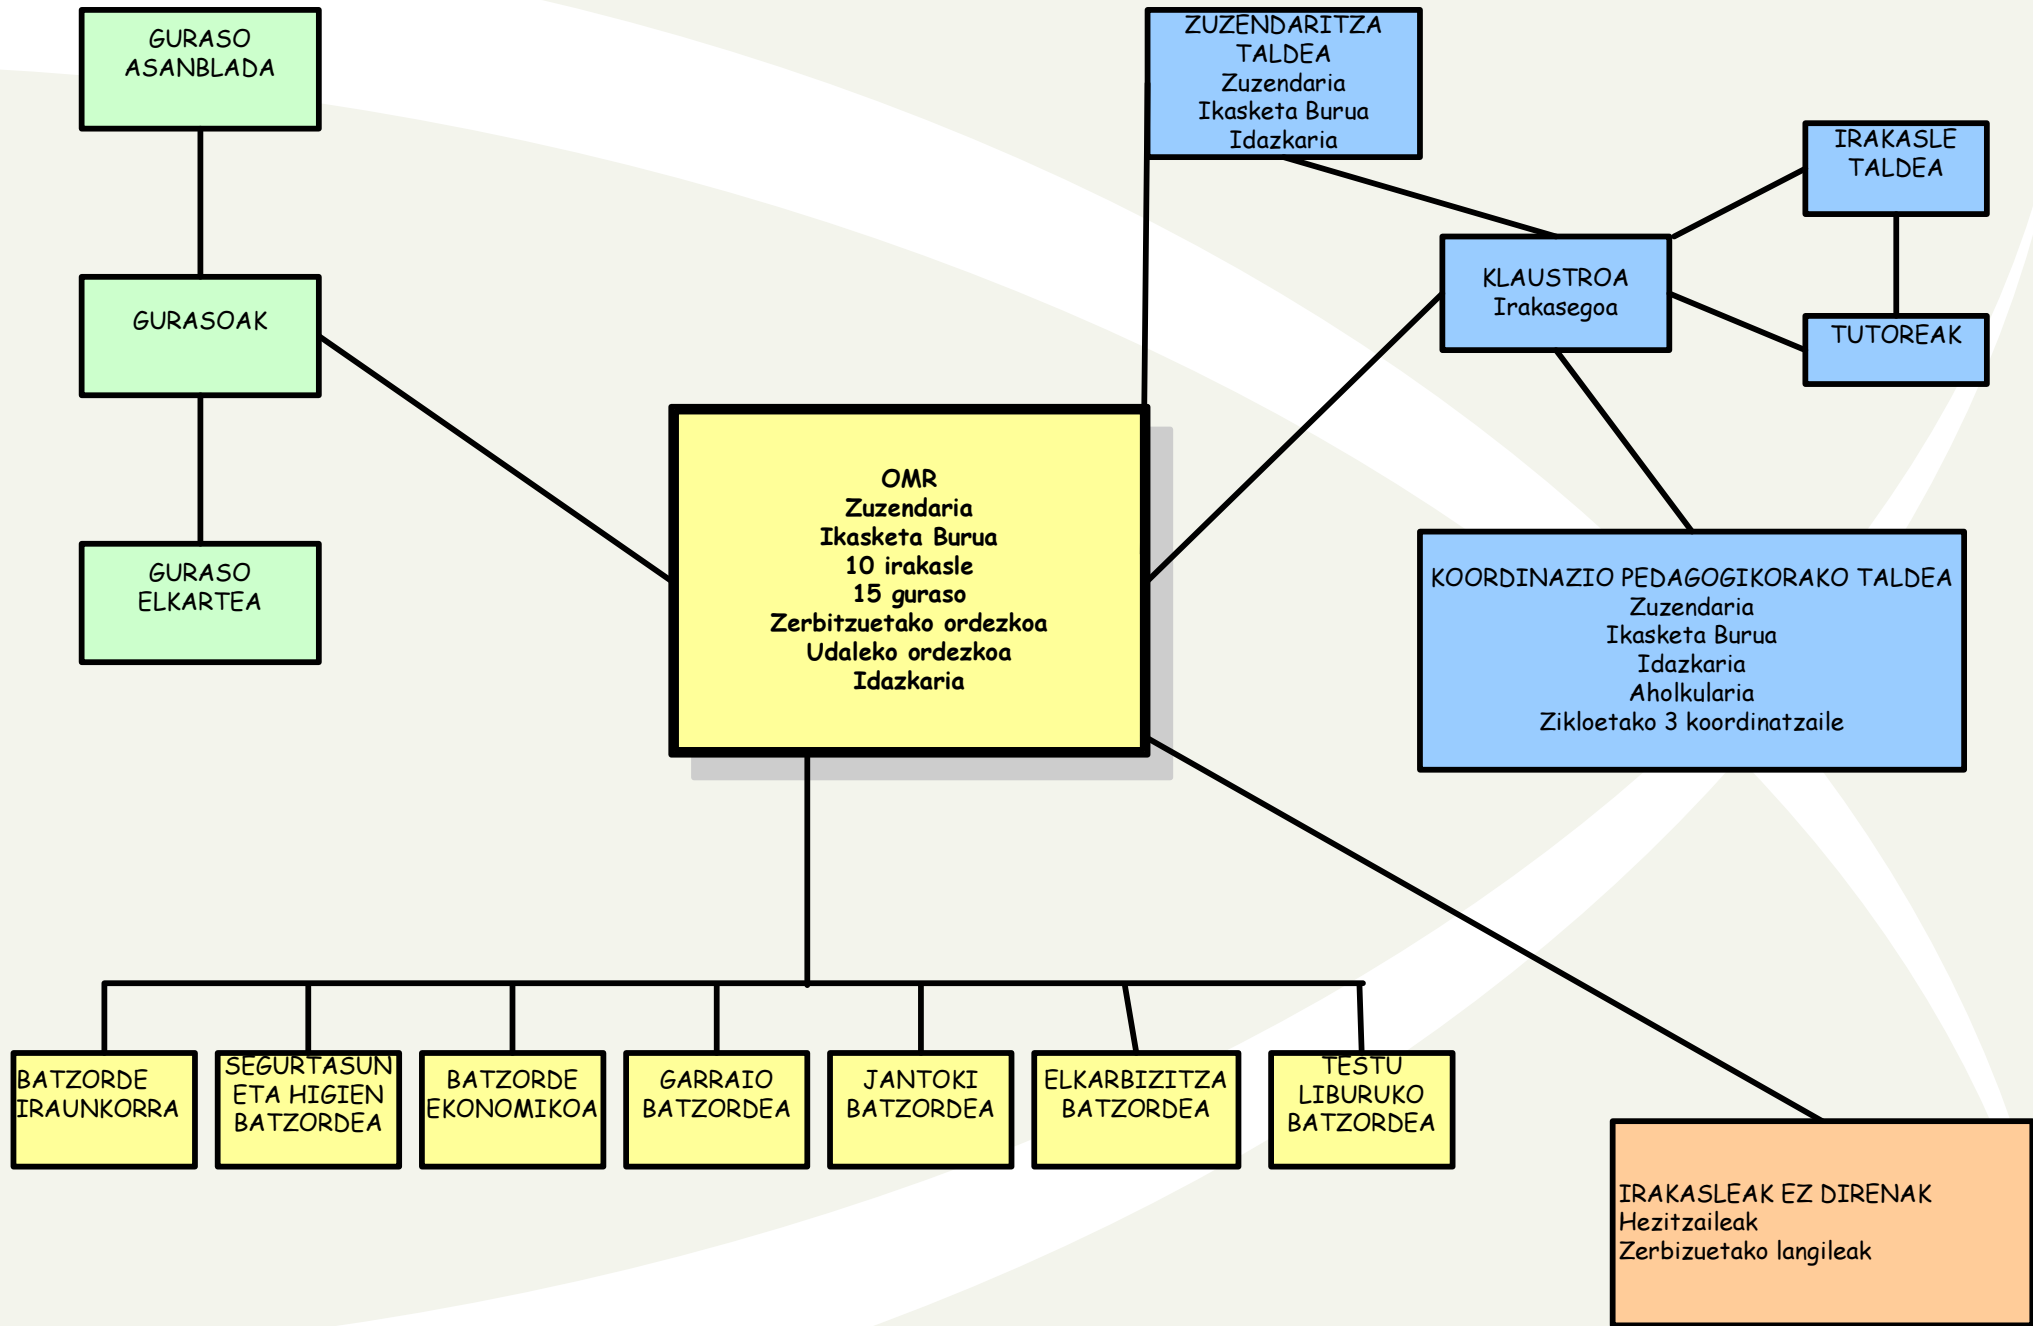 GURASO
ASANBLADA
ZUZENDARITZA
TALDEA
Zuzendaria
Ikasketa Burua
Idazkaria
IRAKASLE
TALDEA
GURASOAK
KLAUSTROA
Irakasegoa
TUTOREAK
GURASO
ELKARTEA
OMR
Zuzendaria
Ikasketa Burua
10 irakasle
15 guraso
Zerbitzuetako ordezkoa
Udaleko ordezkoa
Idazkaria
KOORDINAZIO PEDAGOGIKORAKO TALDEA
Zuzendaria
Ikasketa Burua
Idazkaria
Aholkularia
Zikloetako 3 koordinatzaile
BATZORDE
IRAUNKORRA
SEGURTASUN
ETA HIGIEN
BATZORDEA
BATZORDE
EKONOMIKOA
GARRAIO
BATZORDEA
JANTOKI
BATZORDEA
ELKARBIZITZA
BATZORDEA
TESTU
LIBURUKO
BATZORDEA
IRAKASLEAK EZ DIRENAK
Hezitzaileak
Zerbizuetako langileak